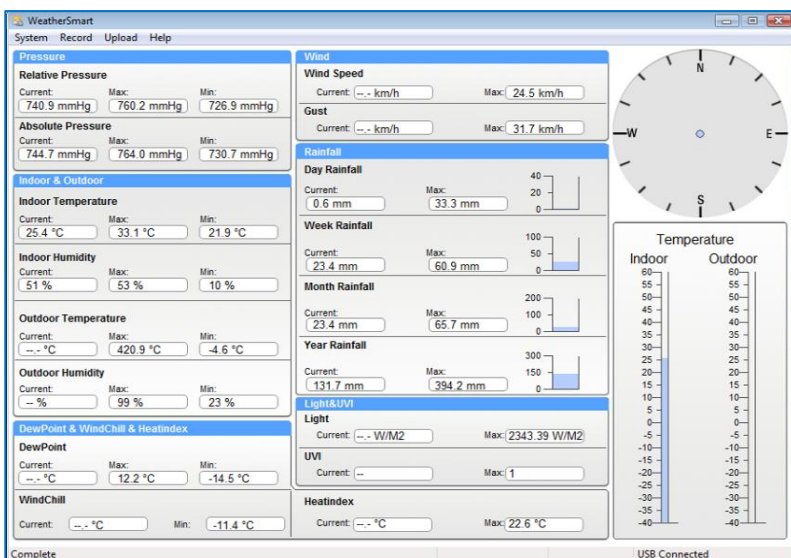 WeatherSmart
System Record Upload Help
Pressure
Relative Pressure
Current: Max: Min:
740.9 mmHg 760.2 mmHg 726.9 mmHg
Absolute Pressure
Current: Max: Min:
744.7 mmHg 764.0 mmHg 730.7 mmHg
Indoor & Outdoor
Indoor Temperature
Current: Max: Min:
25.4 °C 33.1 °C 21.9 °C
Indoor Humidity
Current: Max: Min:
51 % 53 % 10 %
Outdoor Temperature
Current: Max: Min:
--.- °C 420.9 °C -4.6 °C
Outdoor Humidity
Current: Max: Min:
-- % 99 % 23 %
DewPoint & WindChill & Heatindex
DewPoint
Current: Max: Min:
--.- °C 12.2 °C -14.5 °C
WindChill
Current: --.- °C Min: -11.4 °C
Wind
Wind Speed
Current: --.- km/h Max: 24.5 km/h
Gust
Current: --.- km/h Max: 31.7 km/h
Rainfall
Day Rainfall
Current: Max:
0.6 mm 33.3 mm
40
20
0
Week Rainfall
Current: Max:
23.4 mm 60.9 mm
100
50
0
Month Rainfall
Current: Max:
23.4 mm 65.7 mm
200
100
0
Year Rainfall
Current: Max:
131.7 mm 394.2 mm
300
150
0
Light&UVI
Light
Current: --.- W/M2 Max: 2343.39 W/M2
UVI
Current: -- Max: 1
Heatindex
Current: --.- °C Max: 22.6 °C
N
W E
S
Temperature
Indoor Outdoor
60 60
55 55
50 50
45 45
40 40
35 35
30 30
25 25
20 20
15 15
10 10
5 5
0 0
-5 -5
-10 -10
-15 -15
-20 -20
-25 -25
-30 -30
-35 -35
-40 -40
Complete USB Connected